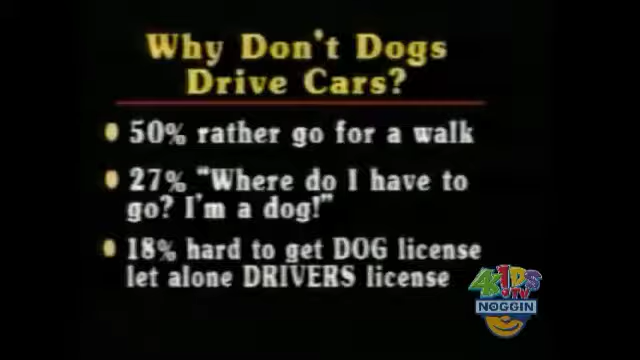 Why Don't Dogs
Drive Cars?
50% rather go for a walk
27% "Where do I have to
go? I'm a dog!"
18% hard to get DOG license
let alone DRIVERS license
4KIDS
TV
NOGGIN